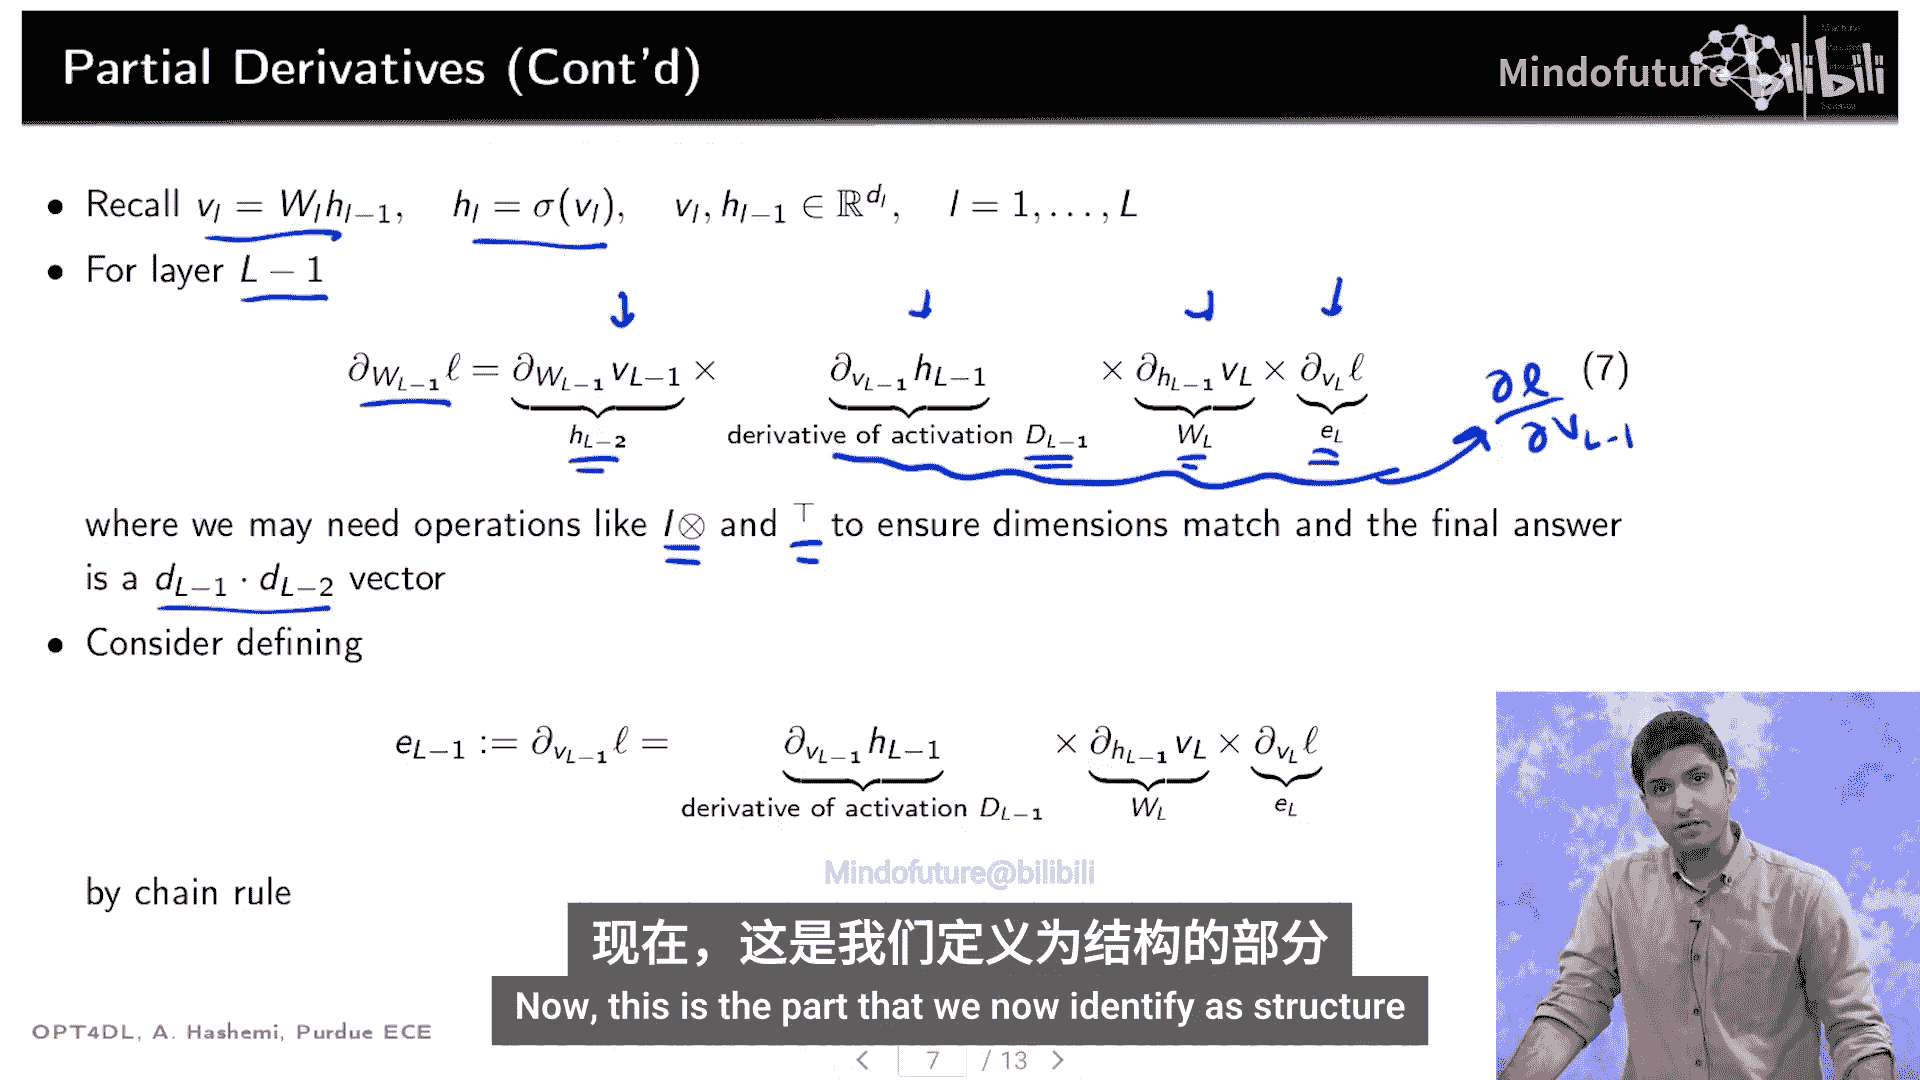 Partial Derivatives (Cont'd)
Mindofuture bilibili
• Recall v_l = W_l h_{l−1}, h_l = σ(v_l), v_l, h_{l−1} ∈ ℝ^{d_l}, l = 1, …, L
• For layer L − 1
∂_{W_{L−1}} ℓ = ∂_{W_{L−1}} v_{L−1} × ∂_{v_{L−1}} h_{L−1} × ∂_{h_{L−1}} v_L × ∂_{v_L} ℓ (7)
h_{L−2} derivative of activation D_{L−1} W_L e_L
∂ℓ / ∂v_{L−1}
where we may need operations like I⊗ and ⊤ to ensure dimensions match and the final answer
is a d_{L−1} · d_{L−2} vector
• Consider defining
e_{L−1} := ∂_{v_{L−1}} ℓ = ∂_{v_{L−1}} h_{L−1} × ∂_{h_{L−1}} v_L × ∂_{v_L} ℓ
derivative of activation D_{L−1} W_L e_L
by chain rule
Mindofuture@bilibili
现在，这是我们定义为结构的部分
Now, this is the part that we now identify as structure
OPT4DL, A. Hashemi, Purdue ECE
< 7 / 13 >